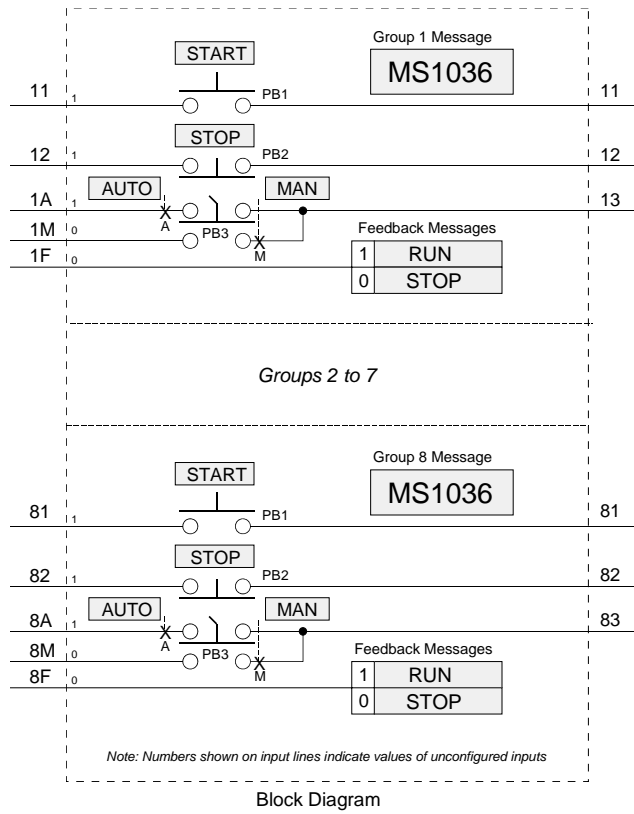 Group 1 Message
START
MS1036
11 1 PB1 11
STOP
12 1 PB2 12
AUTO MAN
1A 1 13
A PB3
1M 0 M
Feedback Messages
1F 0
1 RUN
0 STOP
Groups 2 to 7
Group 8 Message
START
MS1036
81 1 PB1 81
STOP
82 1 PB2 82
AUTO MAN
8A 1 83
A PB3
8M 0 M
Feedback Messages
8F 0
1 RUN
0 STOP
Note: Numbers shown on input lines indicate values of unconfigured inputs
Block Diagram